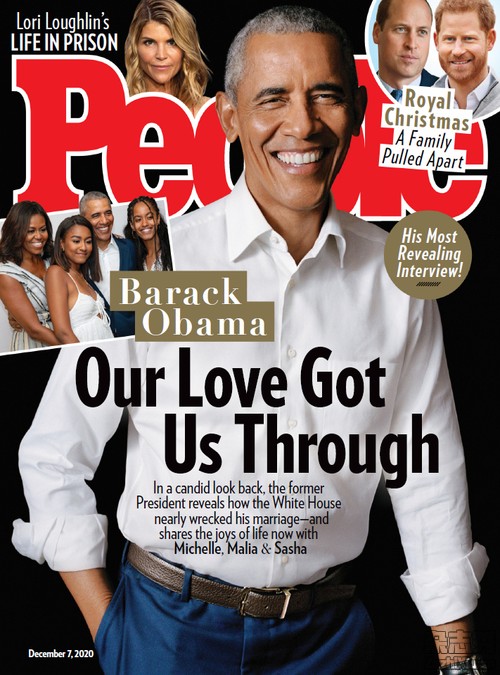 Lori Loughlin's
LIFE IN PRISON
People
Royal
Christmas
A Family
Pulled Apart
His Most
Revealing
Interview!
Barack
Obama
Our Love Got
Us Through
In a candid look back, the former
President reveals how the White House
nearly wrecked his marriage—and
shares the joys of life now with
Michelle, Malia & Sasha
December 7, 2020